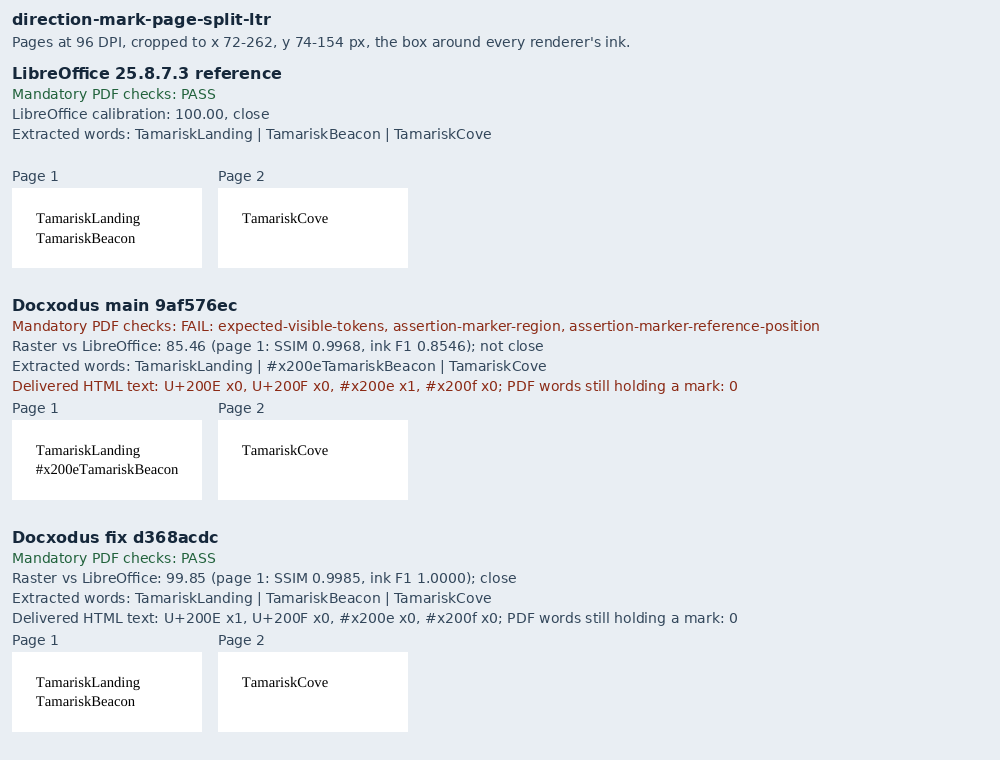 direction-mark-page-split-ltr
Pages at 96 DPI, cropped to x 72-262, y 74-154 px, the box around every renderer's ink.
LibreOffice 25.8.7.3 reference
Mandatory PDF checks: PASS
LibreOffice calibration: 100.00, close
Extracted words: TamariskLanding | TamariskBeacon | TamariskCove
Page 1
Page 2
TamariskLanding
TamariskBeacon
TamariskCove
Docxodus main 9af576ec
Mandatory PDF checks: FAIL: expected-visible-tokens, assertion-marker-region, assertion-marker-reference-position
Raster vs LibreOffice: 85.46 (page 1: SSIM 0.9968, ink F1 0.8546); not close
Extracted words: TamariskLanding | #x200eTamariskBeacon | TamariskCove
Delivered HTML text: U+200E x0, U+200F x0, #x200e x1, #x200f x0; PDF words still holding a mark: 0
Page 1
Page 2
TamariskLanding
#x200eTamariskBeacon
TamariskCove
Docxodus fix d368acdc
Mandatory PDF checks: PASS
Raster vs LibreOffice: 99.85 (page 1: SSIM 0.9985, ink F1 1.0000); close
Extracted words: TamariskLanding | TamariskBeacon | TamariskCove
Delivered HTML text: U+200E x1, U+200F x0, #x200e x0, #x200f x0; PDF words still holding a mark: 0
Page 1
Page 2
TamariskLanding
TamariskBeacon
TamariskCove